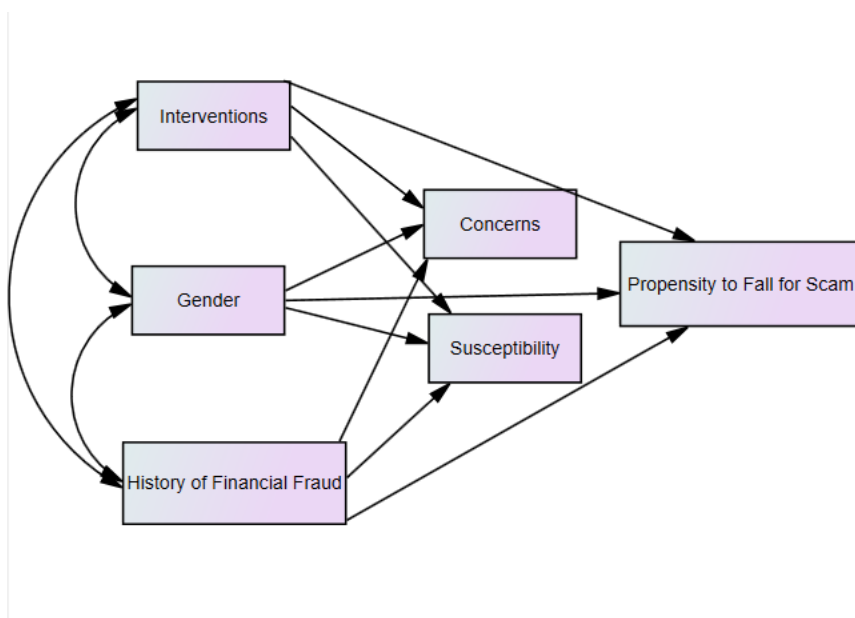 Interventions
Concerns
Gender
Propensity to Fall for Scam
Susceptibility
History of Financial Fraud